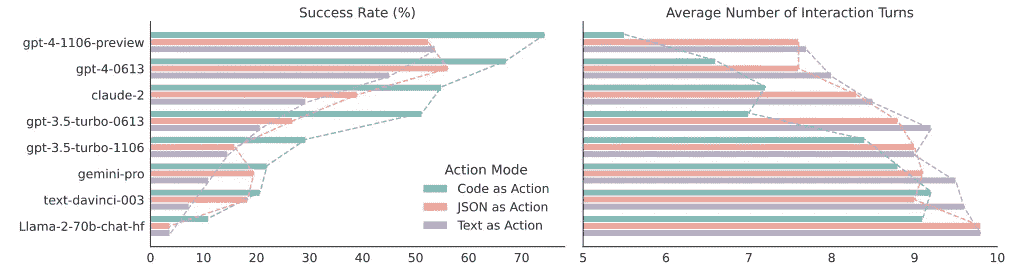 Success Rate (%)
Average Number of Interaction Turns
gpt-4-1106-preview
gpt-4-0613
claude-2
gpt-3.5-turbo-0613
gpt-3.5-turbo-1106
gemini-pro
text-davinci-003
Llama-2-70b-chat-hf
Action Mode
Code as Action
JSON as Action
Text as Action
0 10 20 30 40 50 60 70
5 6 7 8 9 10